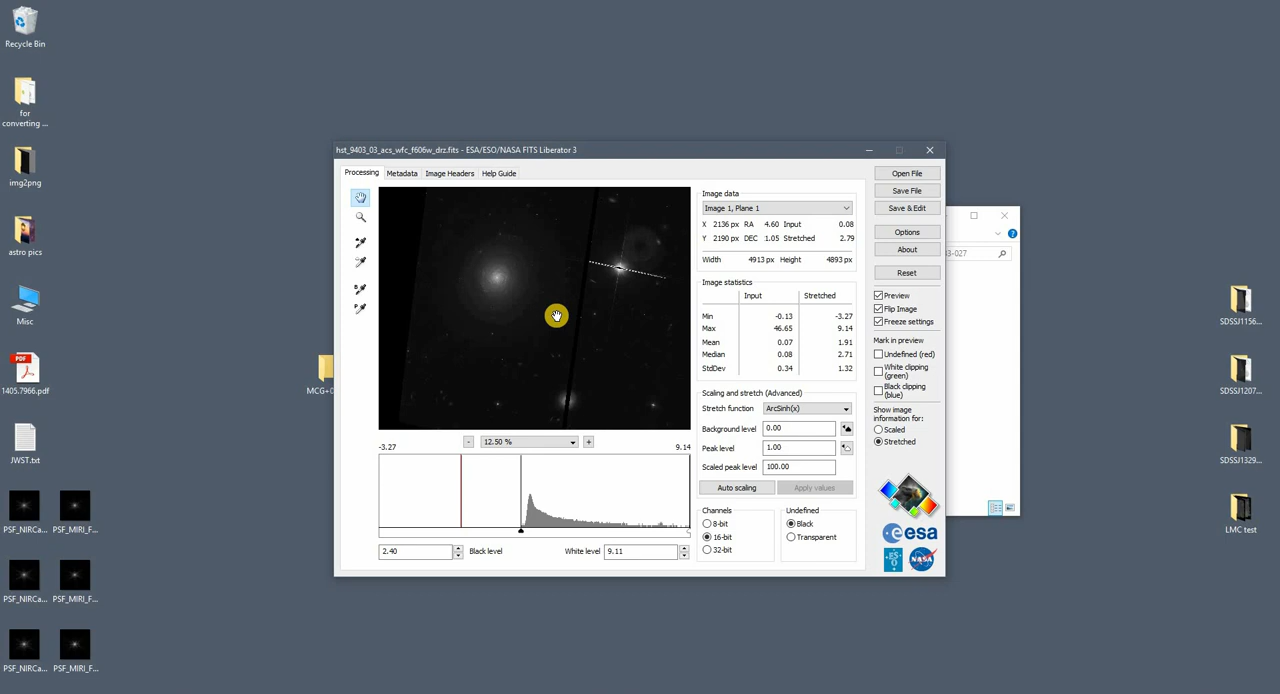 Recycle Bin
for
converting ...
img2png
astro pics
Misc
PDF
1405.7966.pdf
JWST.txt
PSF_NIRCa...
PSF_MIRI_F...
PSF_NIRCa...
PSF_MIRI_F...
PSF_NIRCa...
PSF_MIRI_F...
hst_9403_03_acs_wfc_f606w_drz.fits - ESA/ESO/NASA FITS Liberator 3
Processing
Metadata
Image Headers
Help Guide
-3.27
12.50 %
9.14
2.40
Black level
White level
9.11
Image data
Image 1, Plane 1
X 2136 px RA 4.60 Input 0.08
Y 2190 px DEC 1.05 Stretched 2.79
Width 4913 px Height 4893 px
Image statistics
Input Stretched
Min -0.13 -3.27
Max 46.65 9.14
Mean 0.07 1.91
Median 0.08 2.71
StdDev 0.34 1.32
Scaling and stretch (Advanced)
Stretch function ArcSinh(x)
Background level 0.00
Peak level 1.00
Scaled peak level 100.00
Auto scaling
Apply values
Channels
8-bit
16-bit
32-bit
Undefined
Black
Transparent
Open File
Save File
Save & Edit
Options
About
Reset
Preview
Flip Image
Freeze settings
Mark in preview
Undefined (red)
White clipping
(green)
Black clipping
(blue)
Show image
information for:
Scaled
Stretched
esa
NASA
SDSSJ1156...
SDSSJ1207...
SDSSJ1329...
LMC test